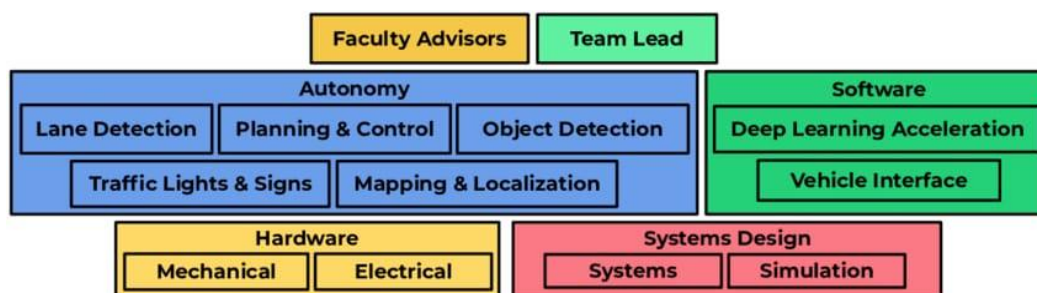 Faculty Advisors
Team Lead
Autonomy
Lane Detection
Planning & Control
Object Detection
Traffic Lights & Signs
Mapping & Localization
Software
Deep Learning Acceleration
Vehicle Interface
Hardware
Mechanical
Electrical
Systems Design
Systems
Simulation